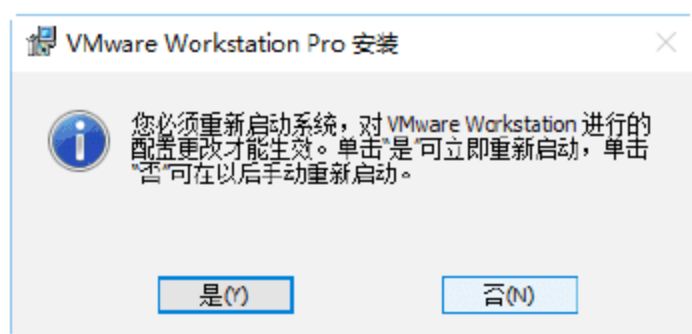 VMware Workstation Pro 安装
您必须重新启动系统，对 VMware Workstation 进行的
配置更改才能生效。单击"是"可立即重新启动，单击
"否"可在以后手动重新启动。
是(Y)
否(N)